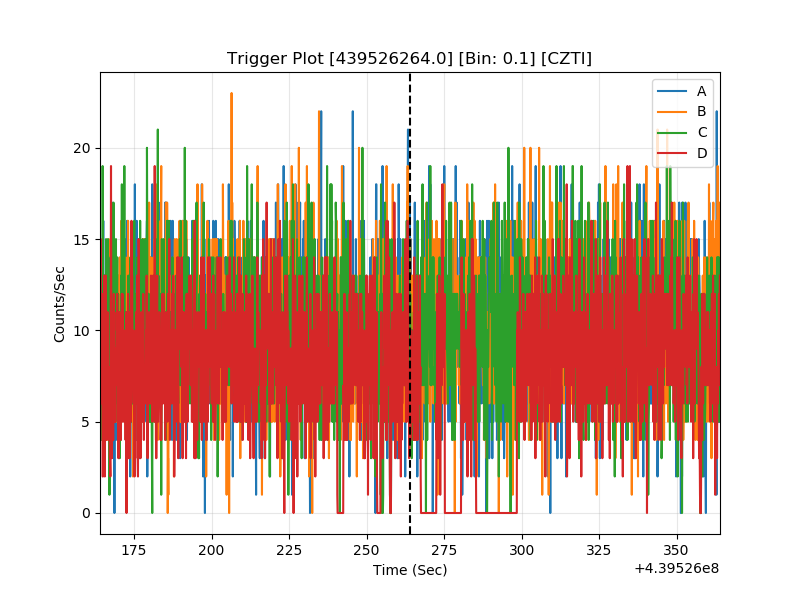 Trigger Plot [439526264.0] [Bin: 0.1] [CZTI]
A
B
C
D
Counts/Sec
20
15
10
5
0
175
200
225
250
275
300
325
350
Time (Sec)
+4.39526e8